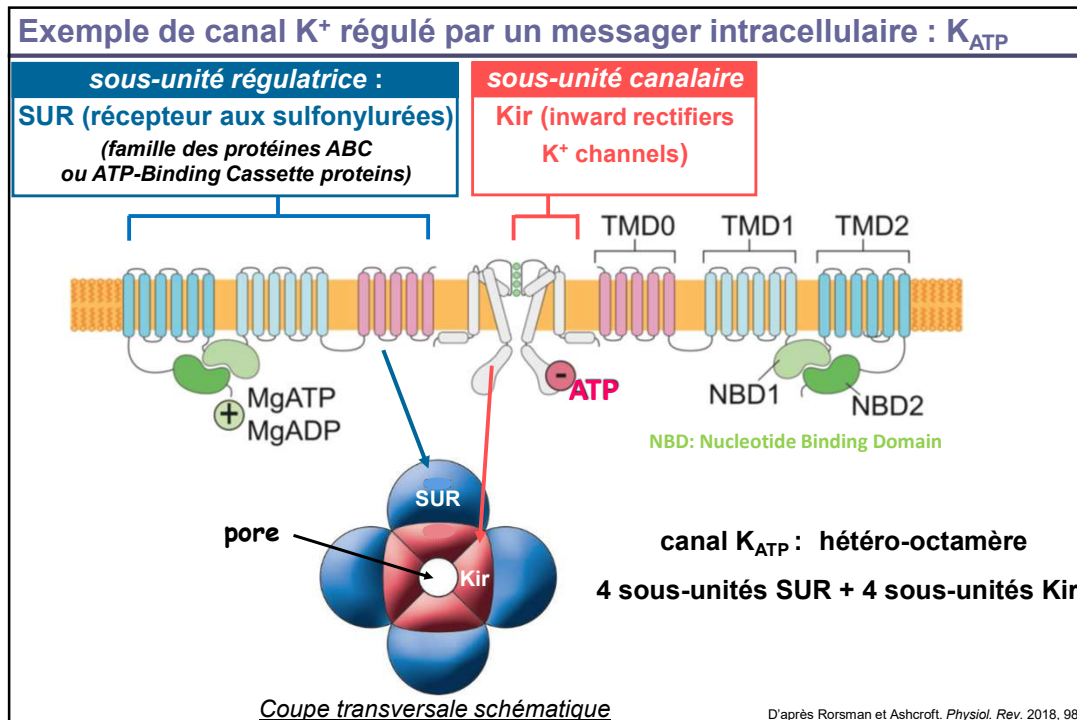 Exemple de canal K⁺ régulé par un messager intracellulaire : K_ATP
sous-unité régulatrice :
SUR (récepteur aux sulfonylurées)
(famille des protéines ABC
ou ATP-Binding Cassette proteins)
sous-unité canalaire
Kir (inward rectifiers
K⁺ channels)
TMD0
TMD1
TMD2
+
MgATP
MgADP
-
ATP
NBD1
NBD2
NBD: Nucleotide Binding Domain
SUR
pore
Kir
canal K_ATP : hétéro-octamère
4 sous-unités SUR + 4 sous-unités Kir
Coupe transversale schématique
D'après Rorsman et Ashcroft. Physiol. Rev. 2018, 98